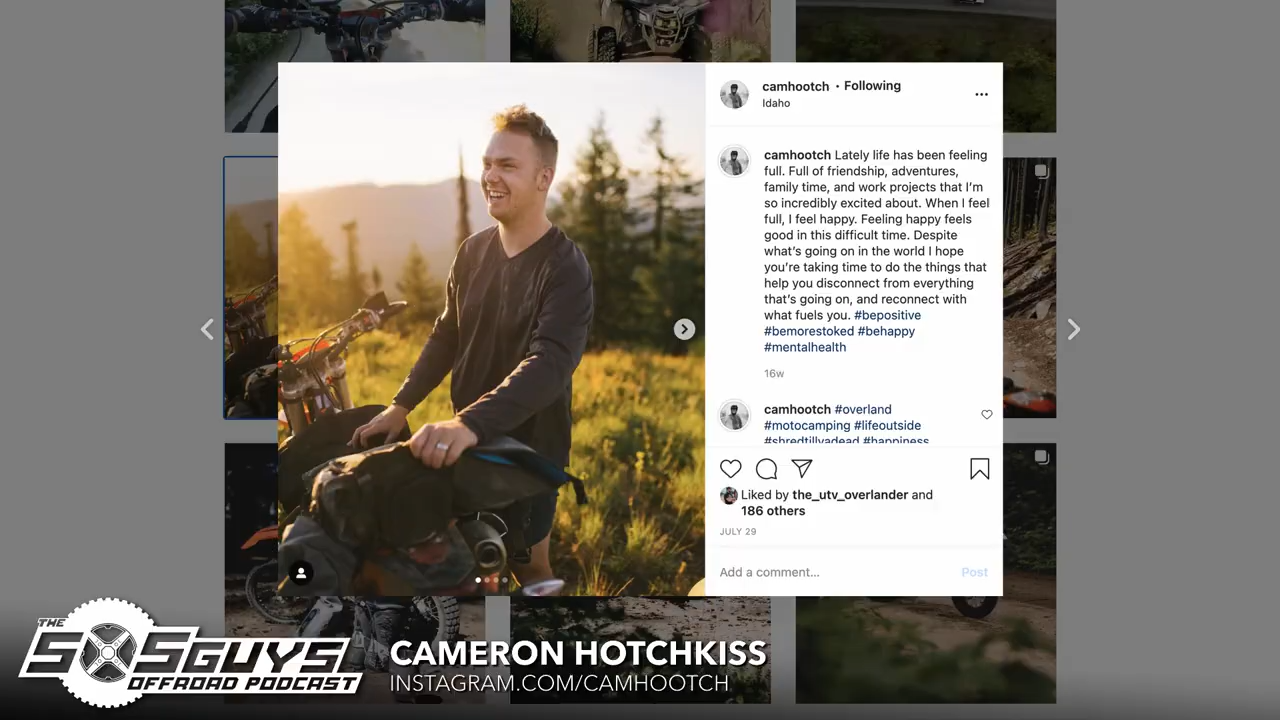 camhootch • Following
Idaho
camhootch Lately life has been feeling
full. Full of friendship, adventures,
family time, and work projects that I'm
so incredibly excited about. When I feel
full, I feel happy. Feeling happy feels
good in this difficult time. Despite
what's going on in the world I hope
you're taking time to do the things that
help you disconnect from everything
that's going on, and reconnect with
what fuels you. #bepositive
#bemorestoked #behappy
#mentalhealth
16w
camhootch #overland
#motocamping #lifeoutside
#shredtillyadead #happiness
Liked by the_utv_overlander and
186 others
JULY 29
Add a comment... Post
THE
SXSGUYS
OFFROAD PODCAST
CAMERON HOTCHKISS
INSTAGRAM.COM/CAMHOOTCH